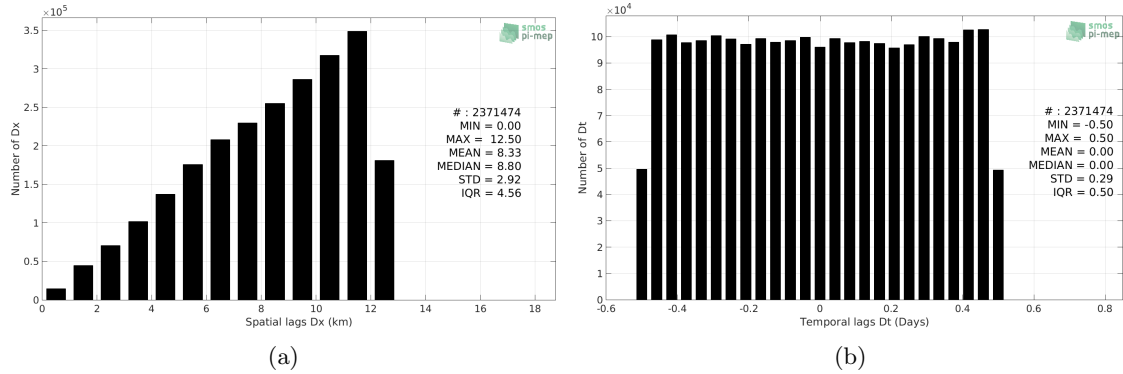 ×10⁵
3.5
3
2.5
2
1.5
1
0.5
0
0 2 4 6 8 10 12 14 16 18
Number of Dx
Spatial lags Dx (km)
smos
pi-mep
# : 2371474
MIN = 0.00
MAX = 12.50
MEAN = 8.33
MEDIAN = 8.80
STD = 2.92
IQR = 4.56
(a)
×10⁴
10
9
8
7
6
5
4
3
2
1
0
-0.6 -0.4 -0.2 0 0.2 0.4 0.6 0.8
Number of Dt
Temporal lags Dt (Days)
smos
pi-mep
# : 2371474
MIN = -0.50
MAX = 0.50
MEAN = 0.00
MEDIAN = 0.00
STD = 0.29
IQR = 0.50
(b)